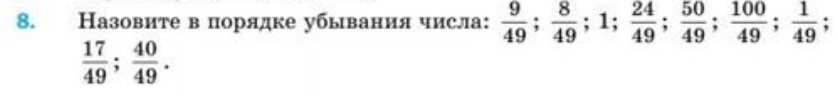 8. Назовите в порядке убывания числа: 9/49; 8/49; 1; 24/49; 50/49; 100/49; 1/49;
17/49; 40/49.